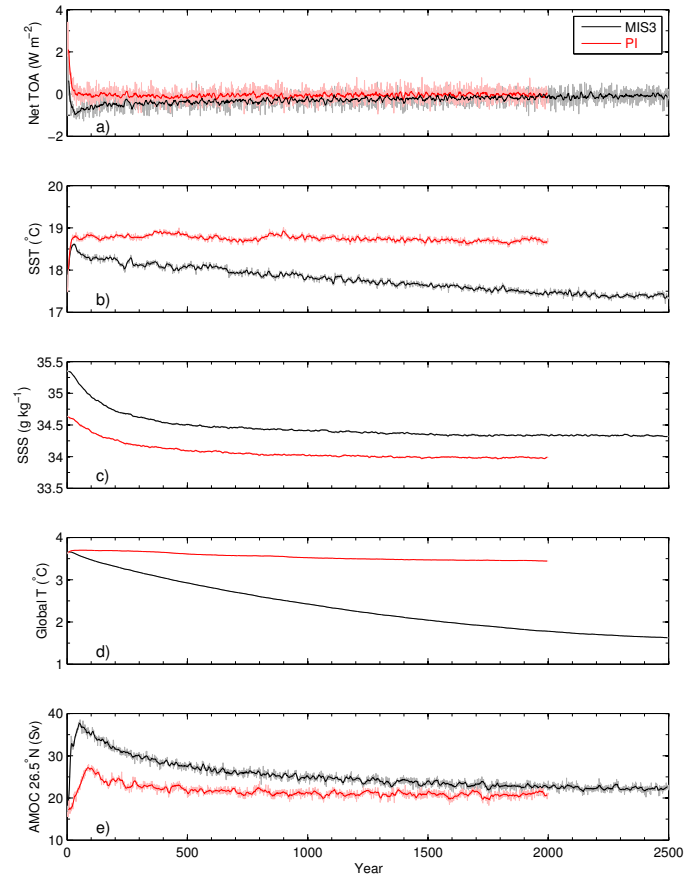 4
2
0
−2
Net TOA (W m−2)
a)
MIS3
PI
20
19
18
17
SST (°C)
b)
35.5
35
34.5
34
33.5
SSS (g kg−1)
c)
4
3
2
1
Global T (°C)
d)
40
30
20
10
AMOC 26.5°N (Sv)
e)
0
500
1000
1500
2000
2500
Year